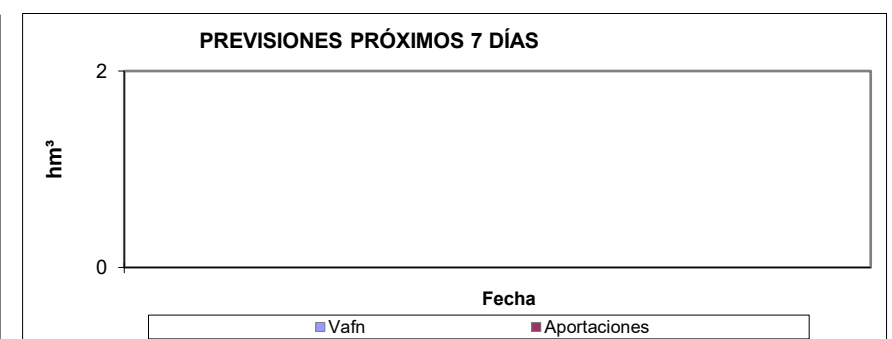 PREVISIONES PRÓXIMOS 7 DÍAS
2
hm³
0
Fecha
Vafn Aportaciones